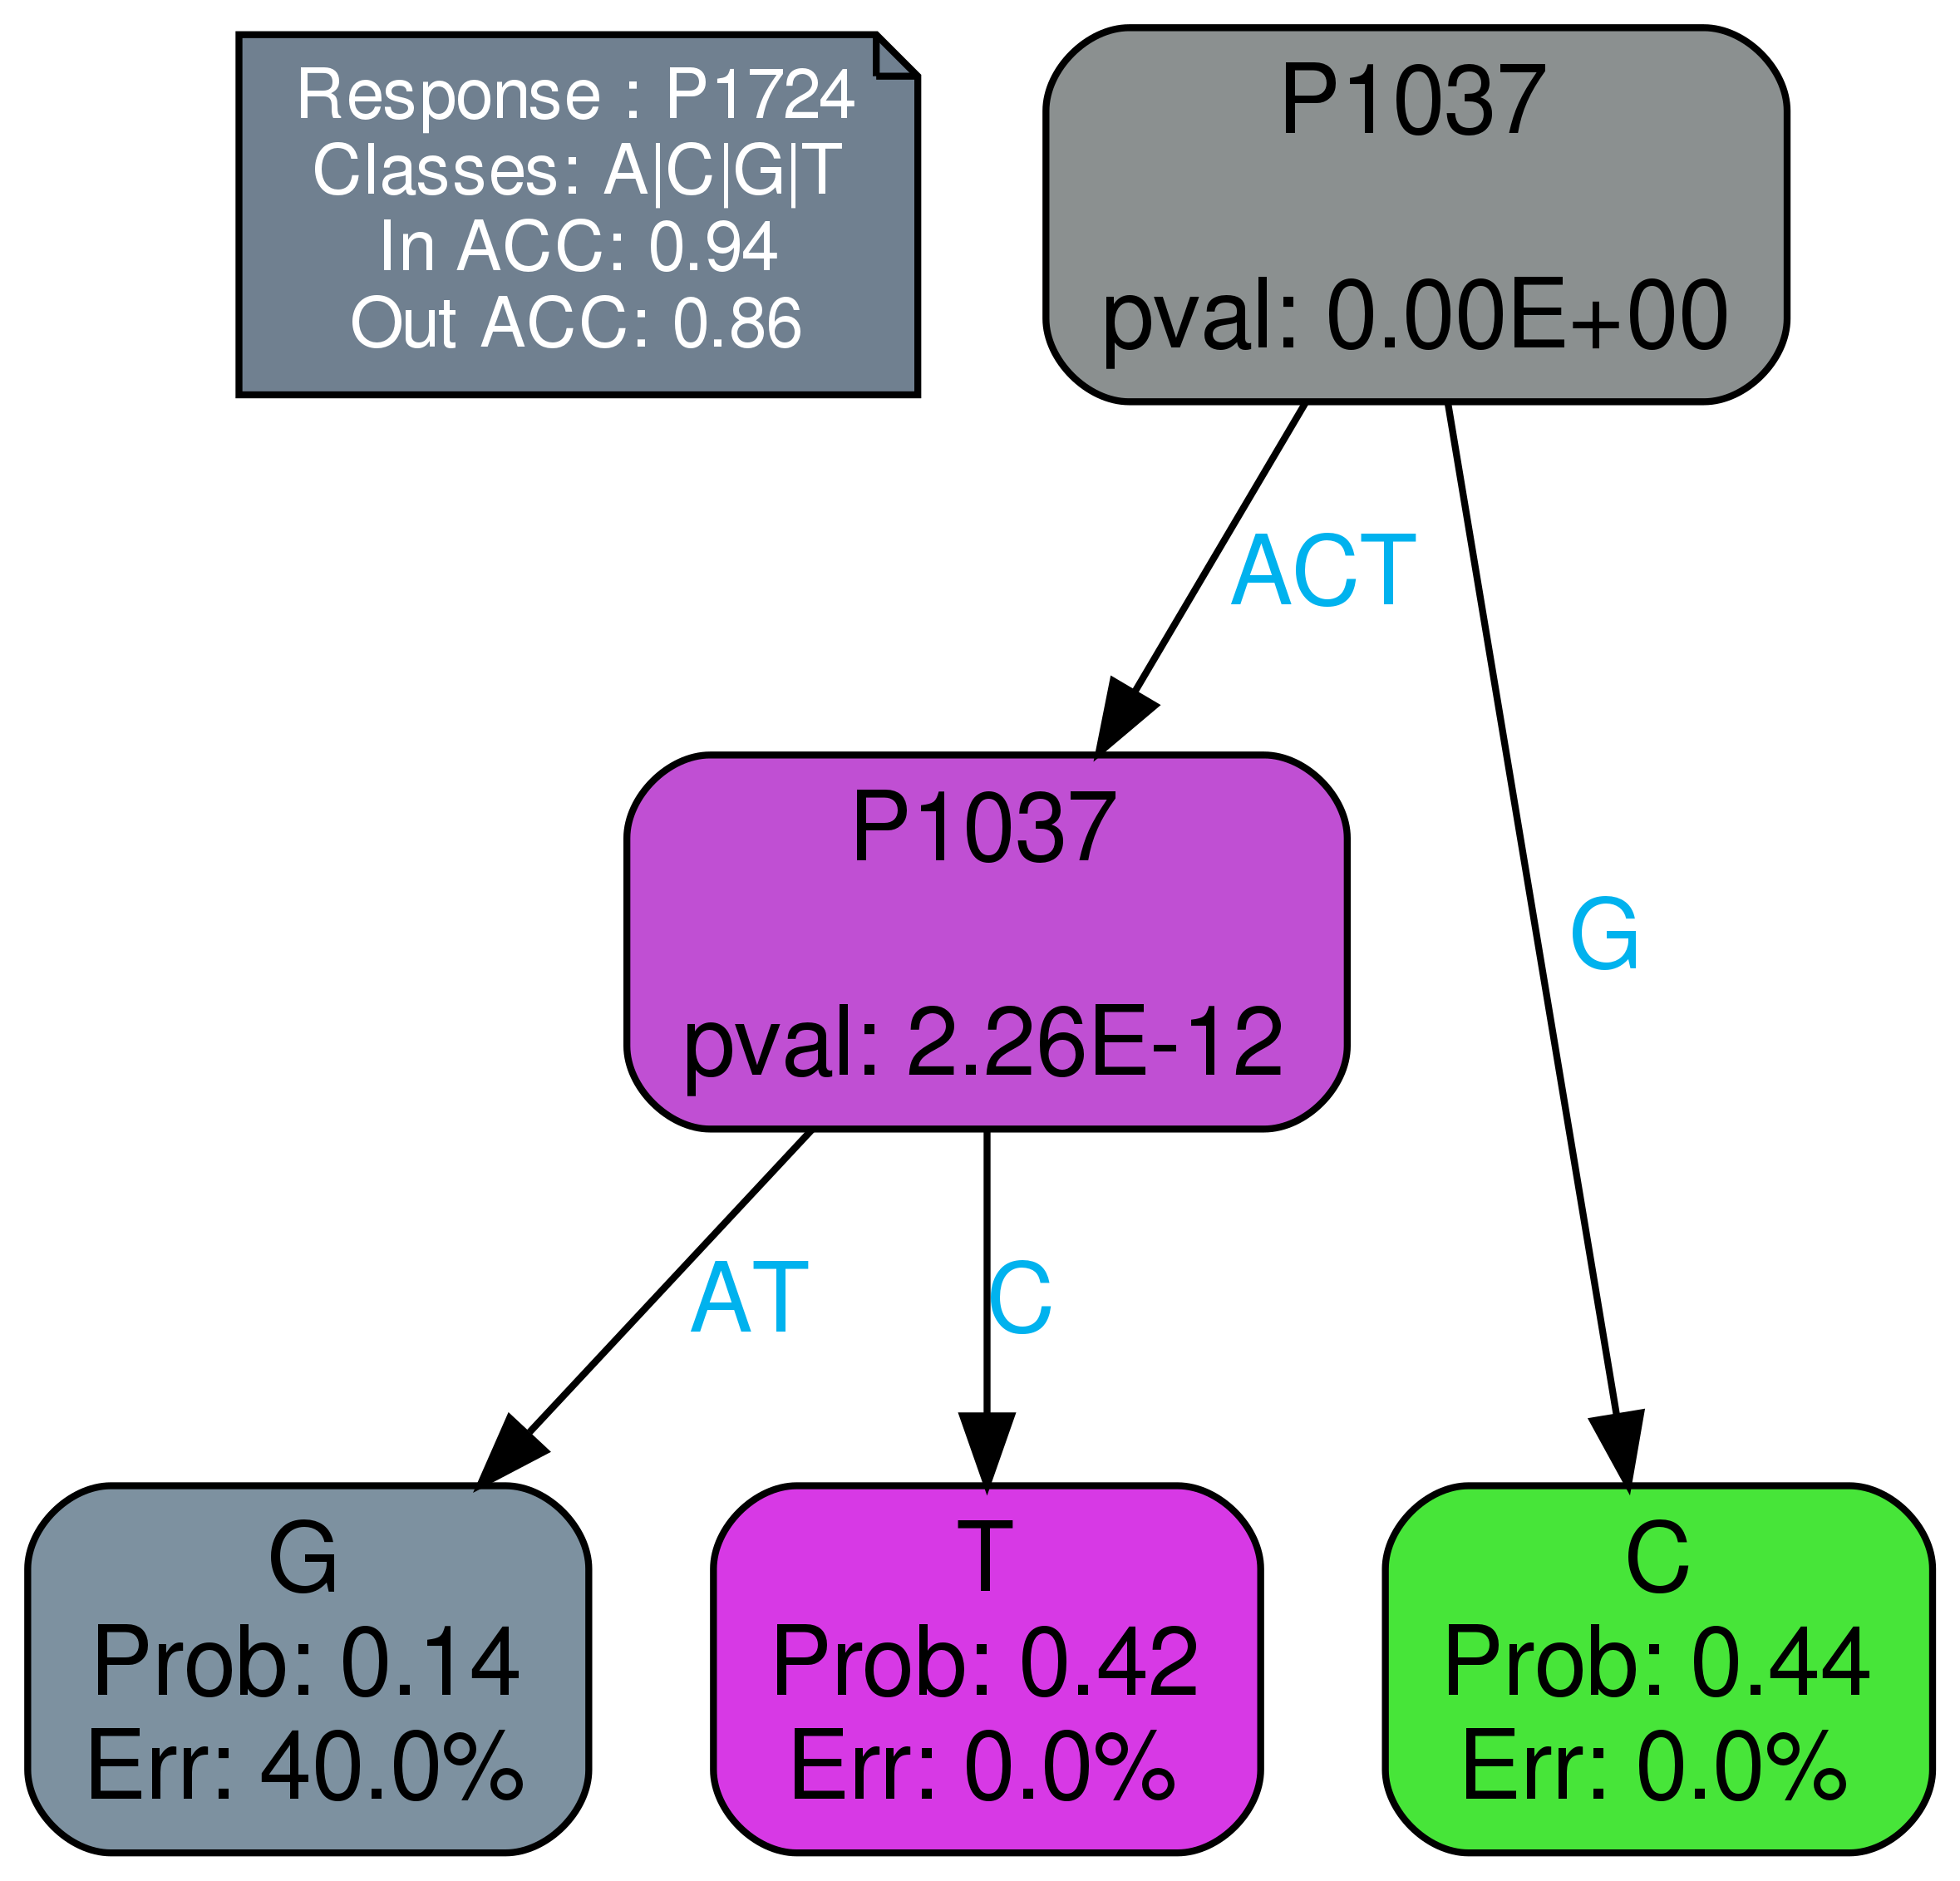 Response : P1724
Classes: A|C|G|T
In ACC: 0.94
Out ACC: 0.86
P1037
pval: 0.00E+00
ACT
G
P1037
pval: 2.26E-12
AT
C
G
Prob: 0.14
Err: 40.0%
T
Prob: 0.42
Err: 0.0%
C
Prob: 0.44
Err: 0.0%